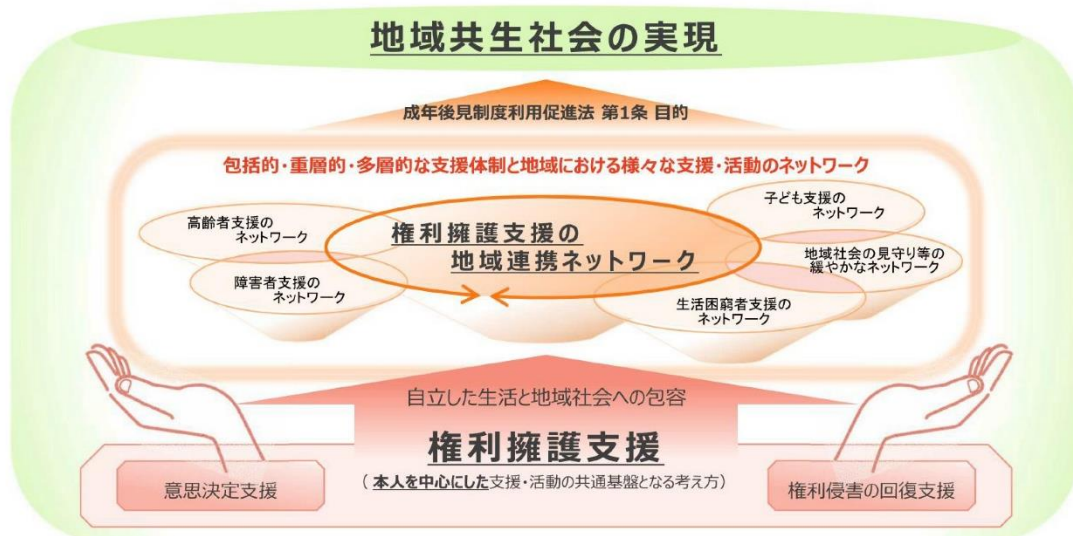 地域共生社会の実現
成年後見制度利用促進法 第1条 目的
包括的・重層的・多層的な支援体制と地域における様々な支援・活動のネットワーク
高齢者支援の
ネットワーク
障害者支援の
ネットワーク
権利擁護支援の
地域連携ネットワーク
子ども支援の
ネットワーク
地域社会の見守り等の
緩やかなネットワーク
生活困窮者支援の
ネットワーク
自立した生活と地域社会への包容
権利擁護支援
（本人を中心にした支援・活動の共通基盤となる考え方）
意思決定支援
権利侵害の回復支援